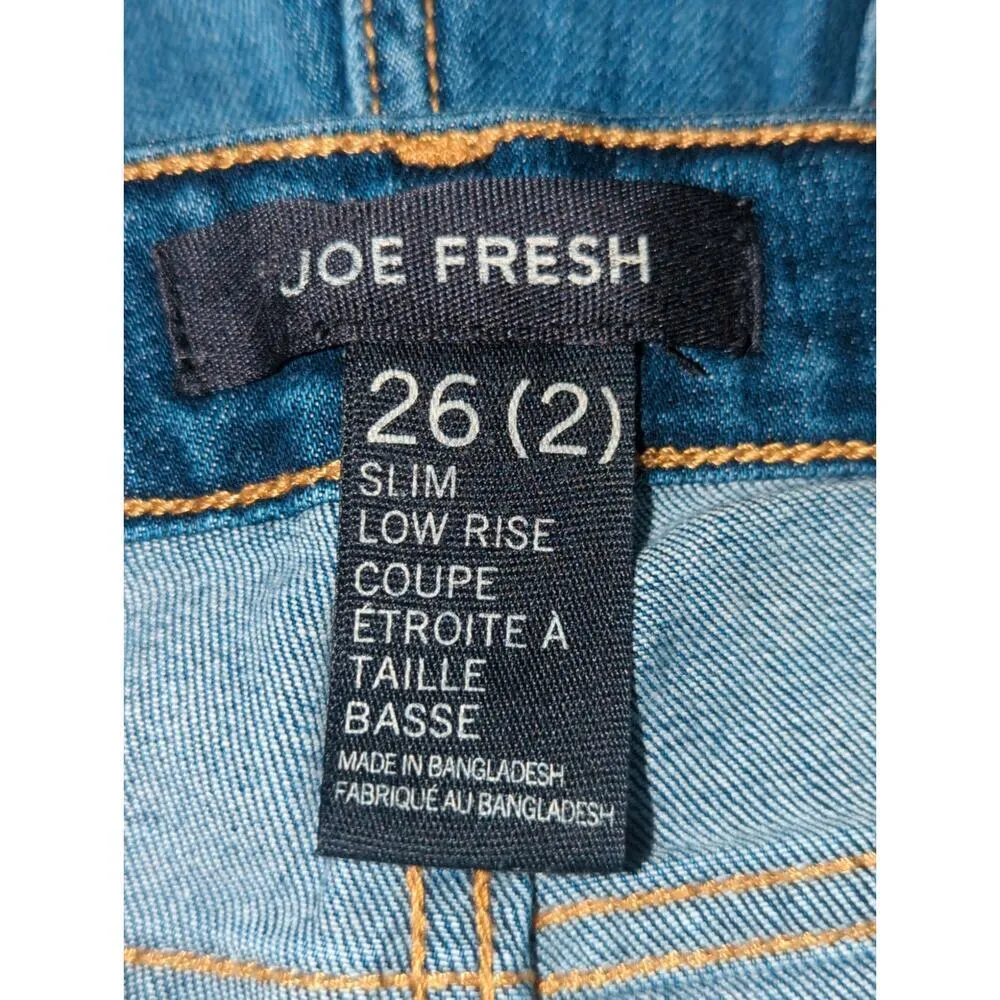 JOE FRESH
26 (2)
SLIM
LOW RISE
COUPE
ÉTROITE À
TAILLE
BASSE
MADE IN BANGLADESH
FABRIQUÉ AU BANGLADESH